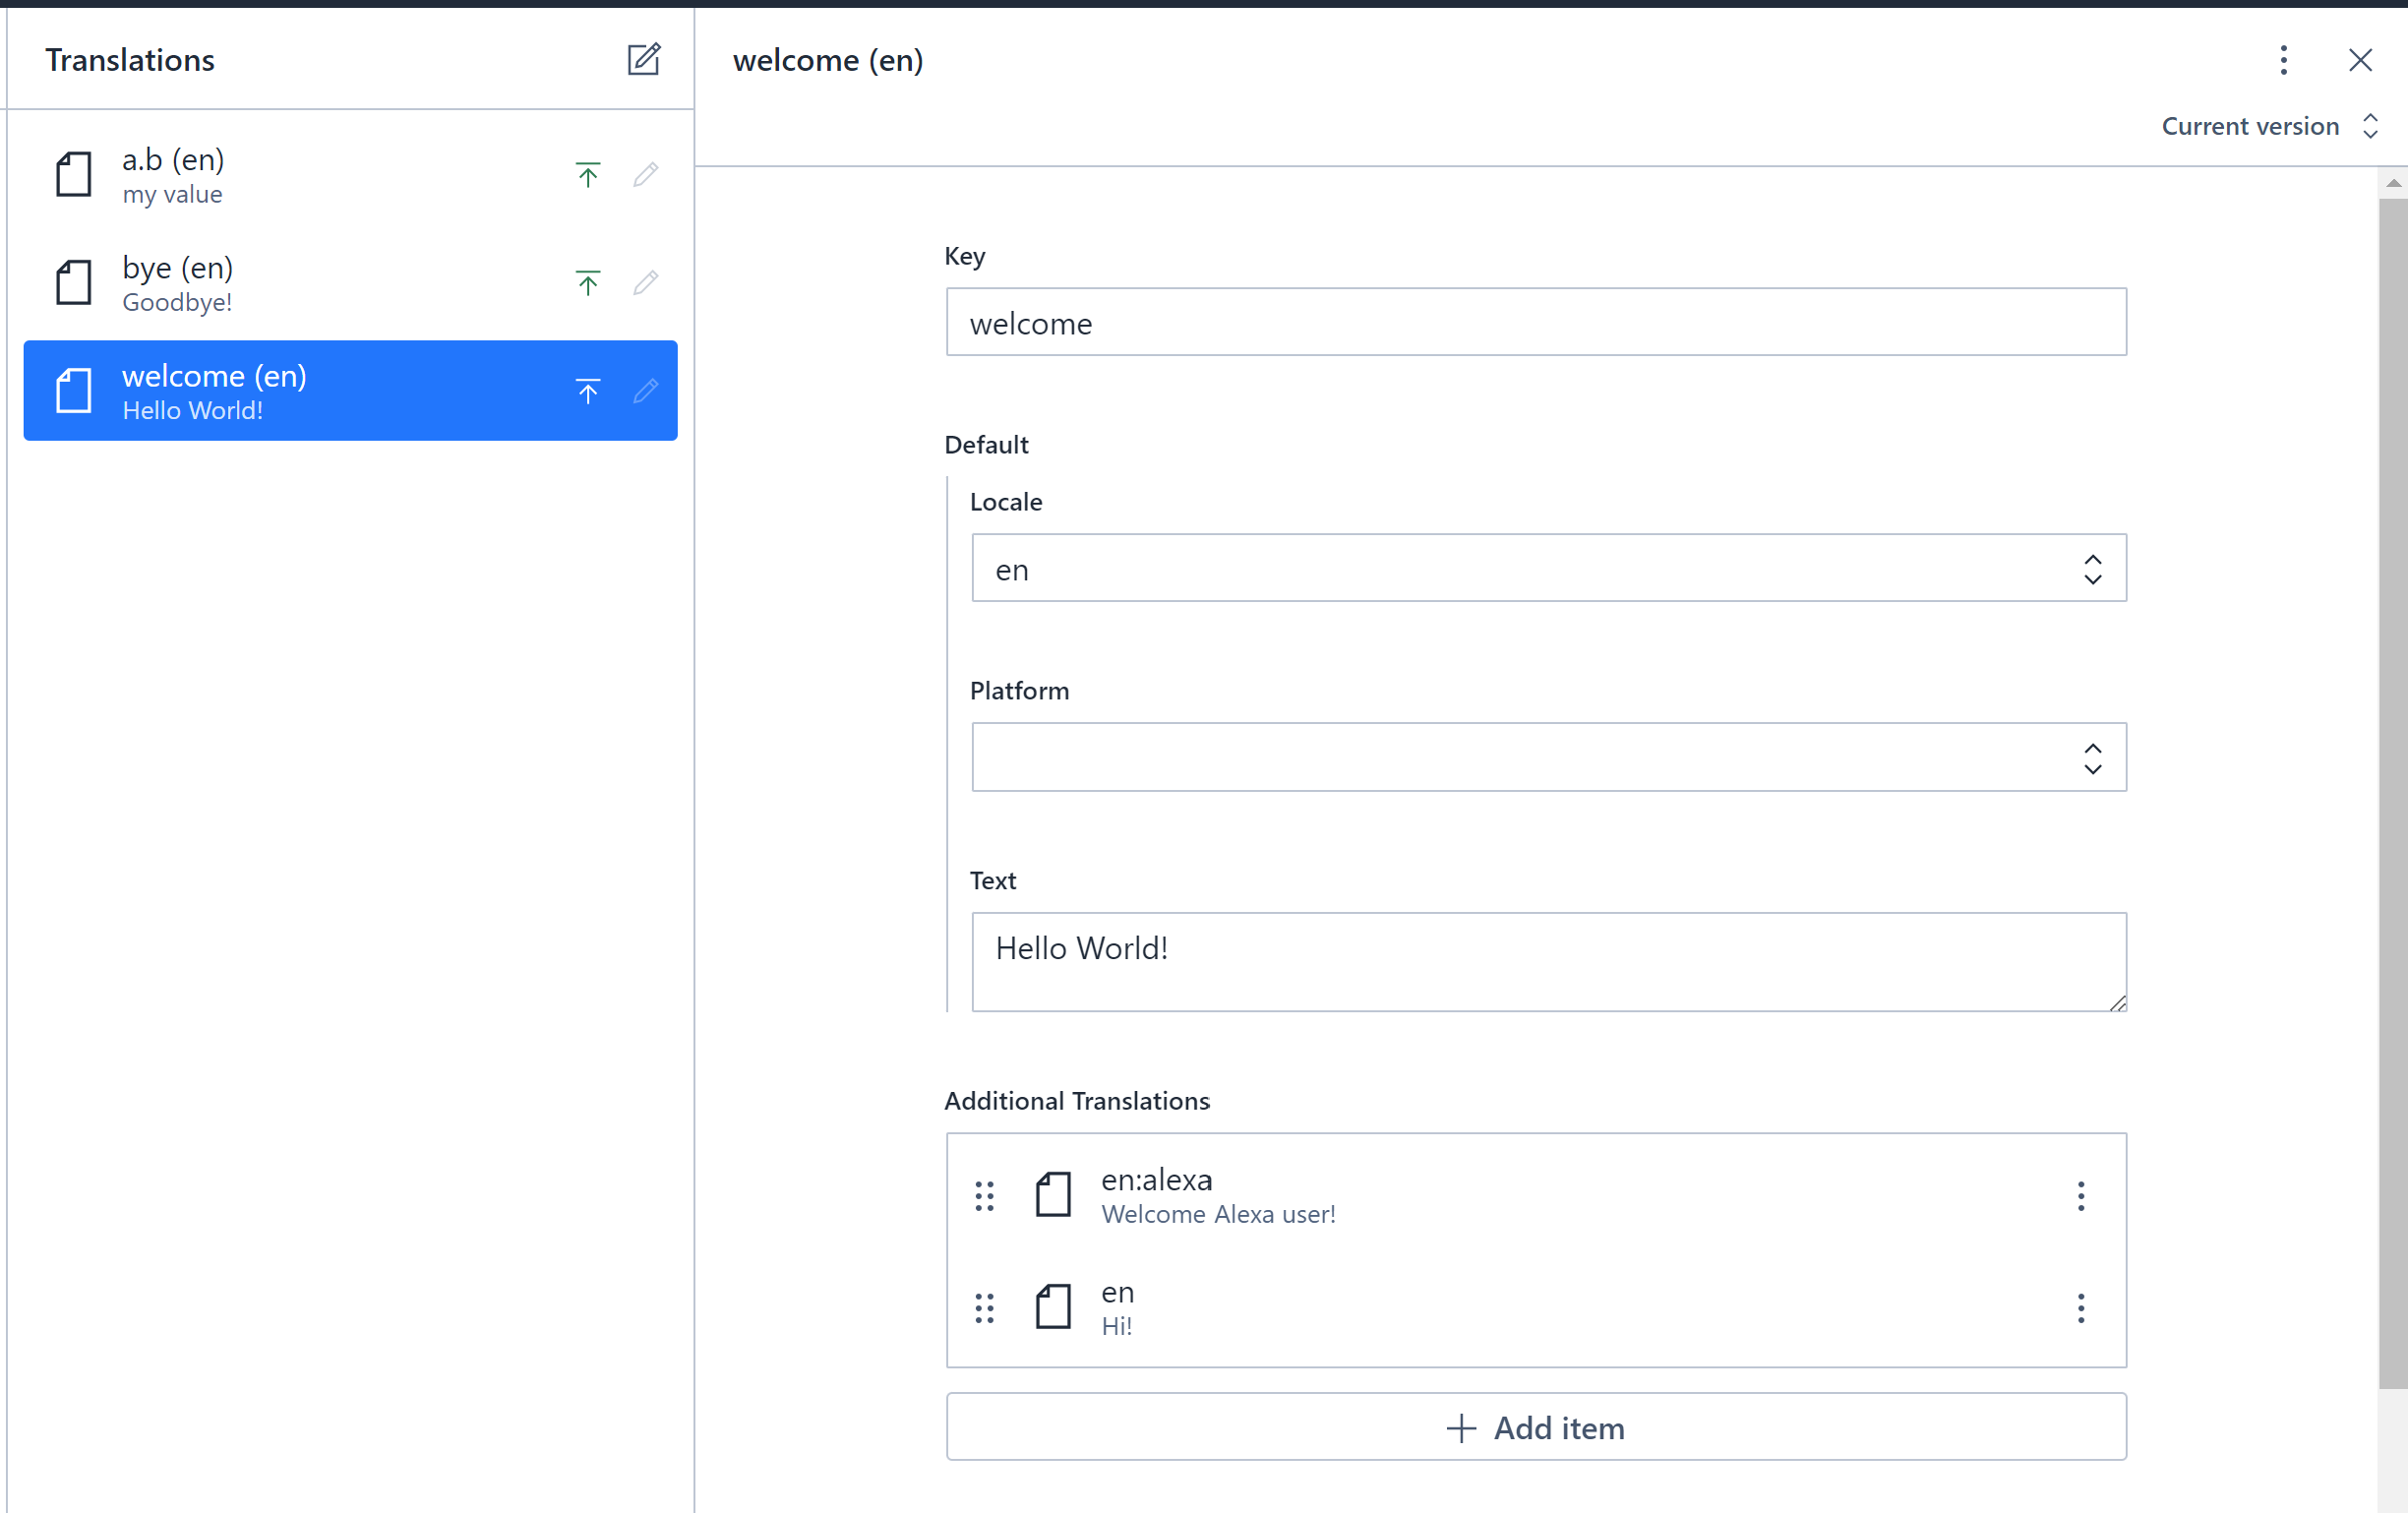 Translations
a.b (en)
my value
bye (en)
Goodbye!
welcome (en)
Hello World!
welcome (en)
Current version
Key
welcome
Default
Locale
en
Platform
Text
Hello World!
Additional Translations
en:alexa
Welcome Alexa user!
en
Hi!
Add item